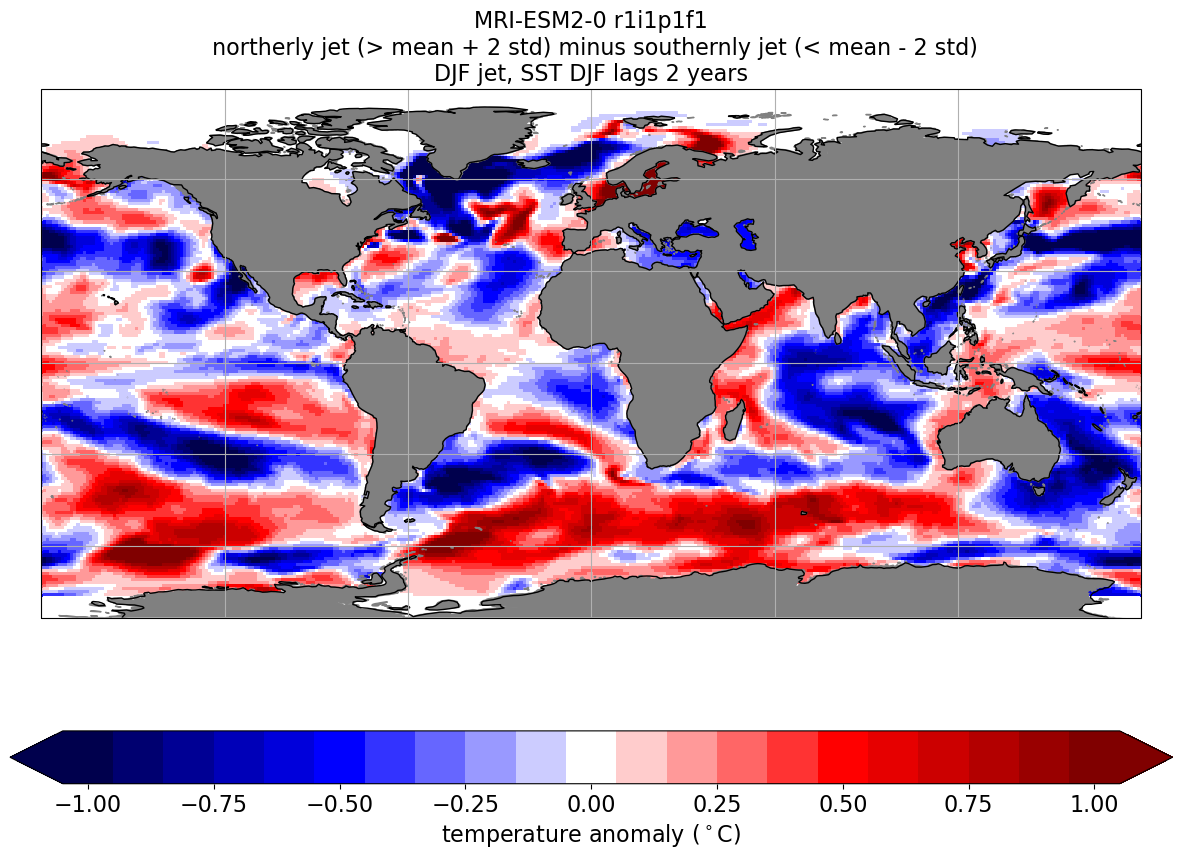 MRI-ESM2-0 r1i1p1f1
northerly jet (> mean + 2 std) minus southernly jet (< mean - 2 std)
DJF jet, SST DJF lags 2 years
−1.00 −0.75 −0.50 −0.25 0.00 0.25 0.50 0.75 1.00
temperature anomaly (°C)